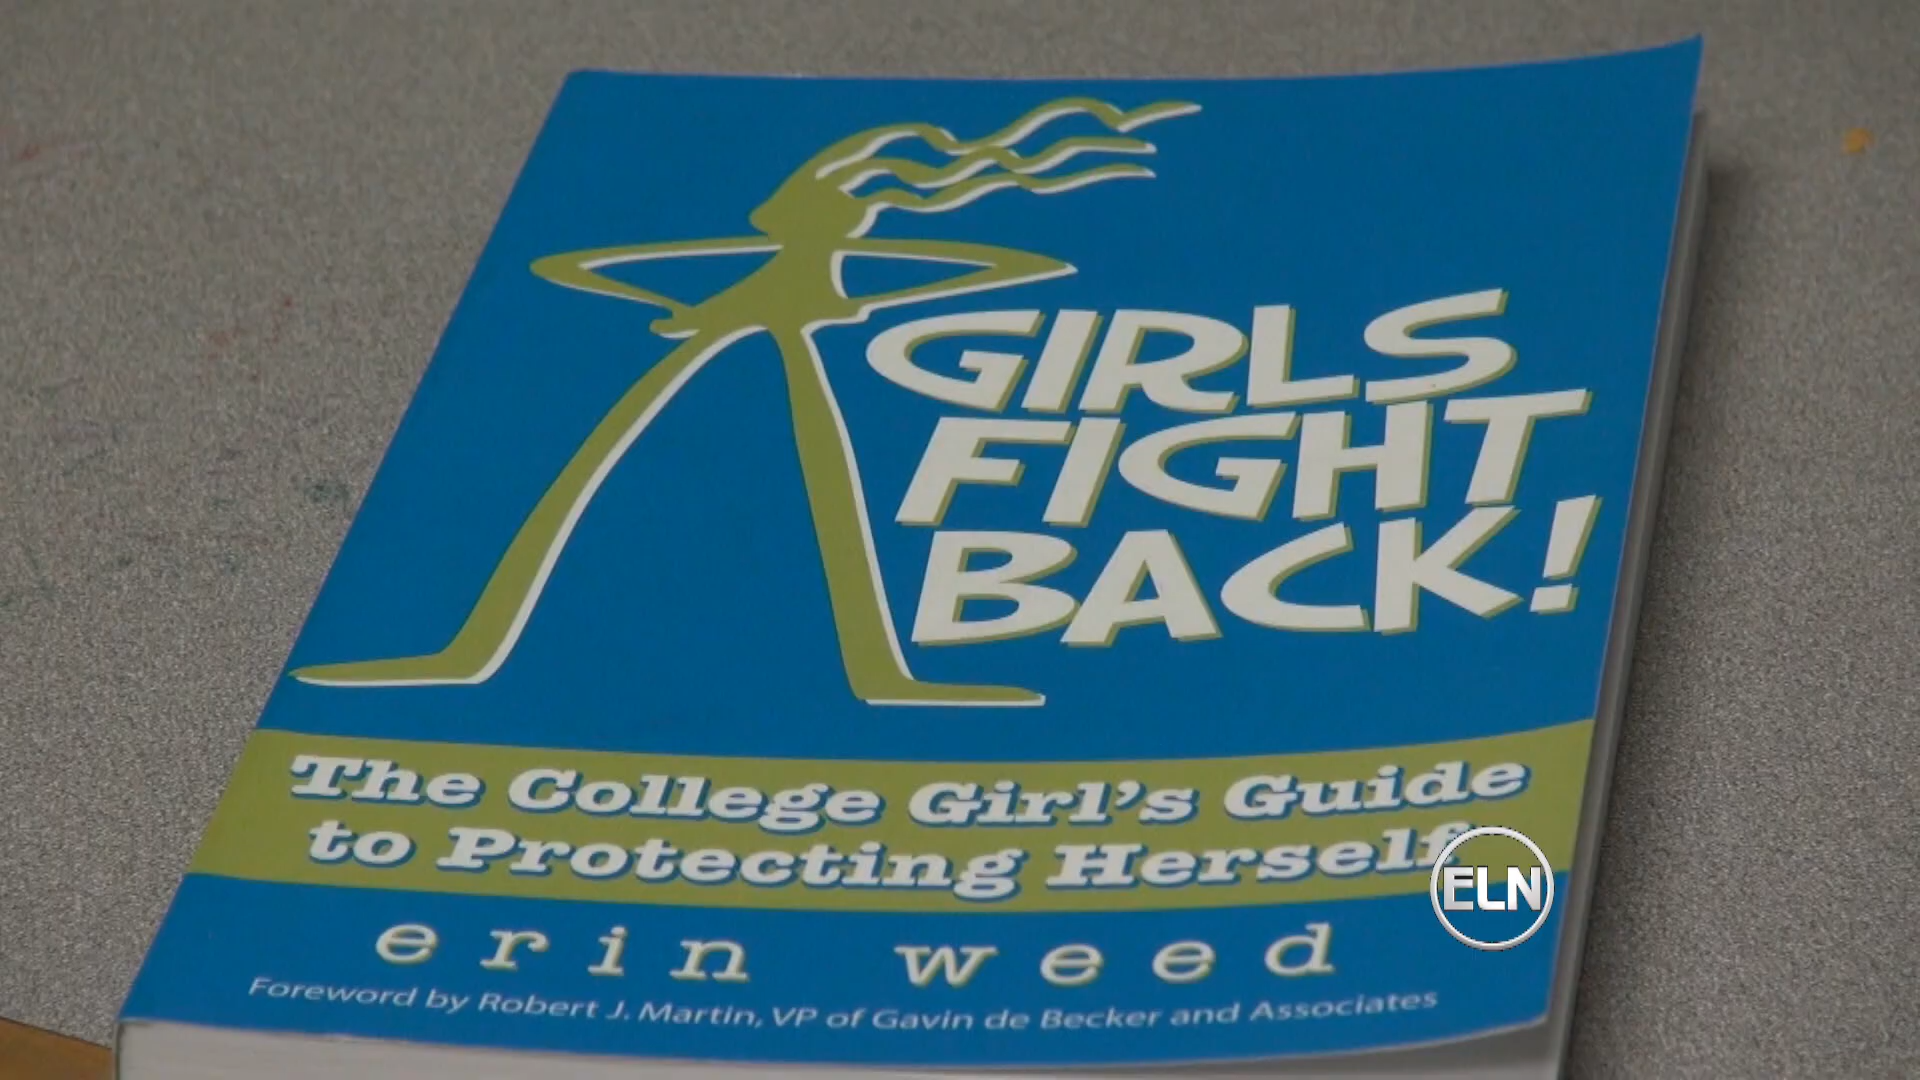 GIRLS
FIGHT
BACK!
The College Girl's Guide
to Protecting Herself
erin weed
Foreword by Robert J. Martin, VP of Gavin de Becker and Associates
ELN